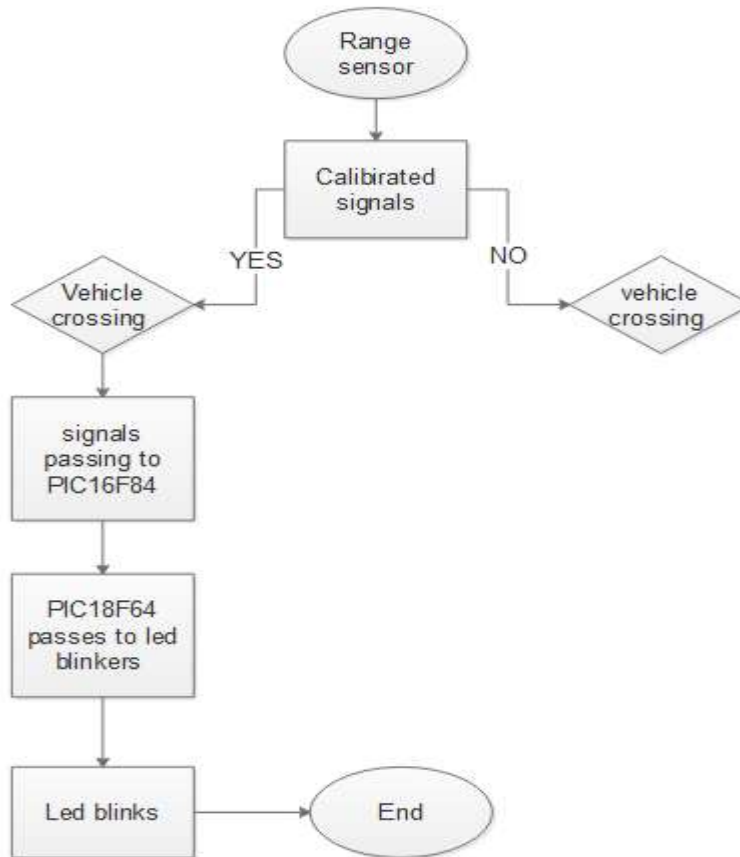 Range
sensor
Calibirated
signals
YES
NO
Vehicle
crossing
vehicle
crossing
signals
passing to
PIC16F84
PIC18F64
passes to led
blinkers
Led blinks
End